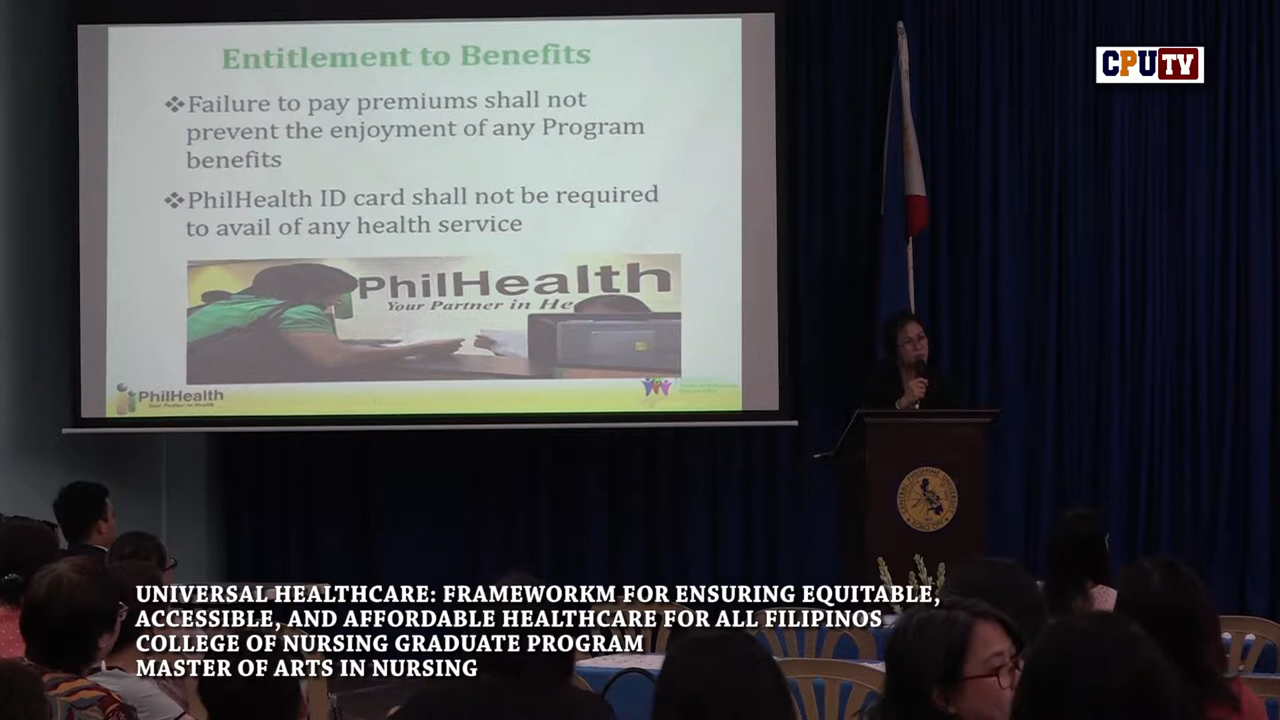 CPUTV
Entitlement to Benefits
❖Failure to pay premiums shall not
prevent the enjoyment of any Program
benefits
❖PhilHealth ID card shall not be required
to avail of any health service
PhilHealth
Your Partner in He
PhilHealth
Your Partner in Health
CENTRAL PHILIPPINE UNIVERSITY
UNIVERSAL HEALTHCARE: FRAMEWORKM FOR ENSURING EQUITABLE,
ACCESSIBLE, AND AFFORDABLE HEALTHCARE FOR ALL FILIPINOS
COLLEGE OF NURSING GRADUATE PROGRAM
MASTER OF ARTS IN NURSING